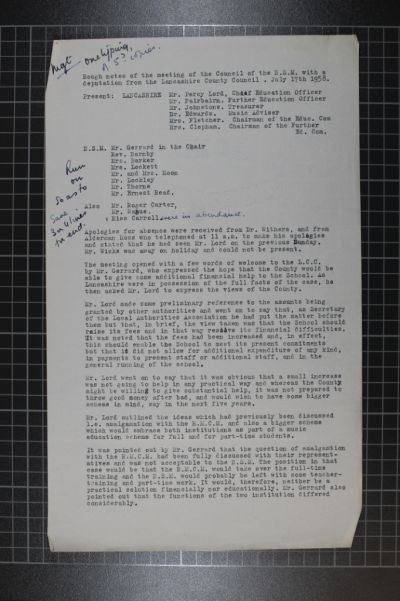 mgt one typing,
A 5 copies.
Rough notes of the meeting of the Council of the D.S.M. with a
deputation from the Lancashire County Council. July 17th 1958.
Present: LANCASHIRE Mr. Percy Lord, Chief Education Officer
Mr. Fairbairn. Further Education Officer
Mr. Johnstone. Treasurer
Dr. Edwards. Music Adviser
Mrs. Fletcher. Chairman of the Educ. Com
Mrs. Clapham. Chairmans of the Further
Ed. Com.
D.S.M. Mr. Gerrard in the Chair
Rev. Barnby
Mrs. Barker
Mrs. Lockett
Mr. and Mrs. Moon
Mr. Lockley
Mr. Thorne
Mr. Ernest Read.
Run
on
so as to
save
3 or 4 lines
in end.
Also Mr. Roger Carter,
Mr.
Miss Carroll were in attendance.
Apologies for absence were received from Dr. Withers, and from
Alderman Rose who telephoned at 11 a.m. to make his apologies
and stated that he had seen Mr. Lord on the previous Sunday.
Mr. Wicks was away on holiday and could not be present.
The meeting opened with a few words of welcome to the L.C.C.
by Mr. Gerrard, who expressed the hope that the County would be
able to give some additional financial help to the School. As
Lancashire were in possession of the full facts of the case, he
then asked Mr. Lord to express the views of the County.
Mr. Lord made some preliminary reference to the amounts being
granted by other authorities and went on to say that, as Secretary
of the Local Authorities Association he had put the matter before
them but that, in brief, the view taken was that the School should
raise its fees and in that way resolve its financial difficulties.
It was noted that the fees had been increased and, in effect,
this should enable the School to meet its present commitments
but that it did not allow for additional expenditure of any kind,
in payments to present staff or additional staff, and in the
general running of the school.
Mr. Lord went on to say that it was obvious that a small increase
was not going to help in any practical way and whereas the County
might be willing to give substantial help, it was not prepared to
throw good money after bad, and would wish to have some bigger
scheme in mind, say in the next five years.
Mr. Lord outlined the ideas which had previously been discussed
i.e. amalgamation with the R.M.C.M. and also a bigger scheme
which would embrace both institutions as part of a music
education scheme for full and for part-time students.
It was pointed out by Mr. Gerrard that the question of amalgamation
with the R.M.C.M. had been fully discussed with their represent-
atives and was not acceptable to the D.S.M. The position in that
case would be that the R.M.C.M. would take over the full-time
training and the D.S.M. would probably be left with some teacher-
training and part-time work. It would, therefore, neither be a
practical solution financially nor educationally. Mr. Gerrard also
pointed out that the functions of the two institution differed
considerably.